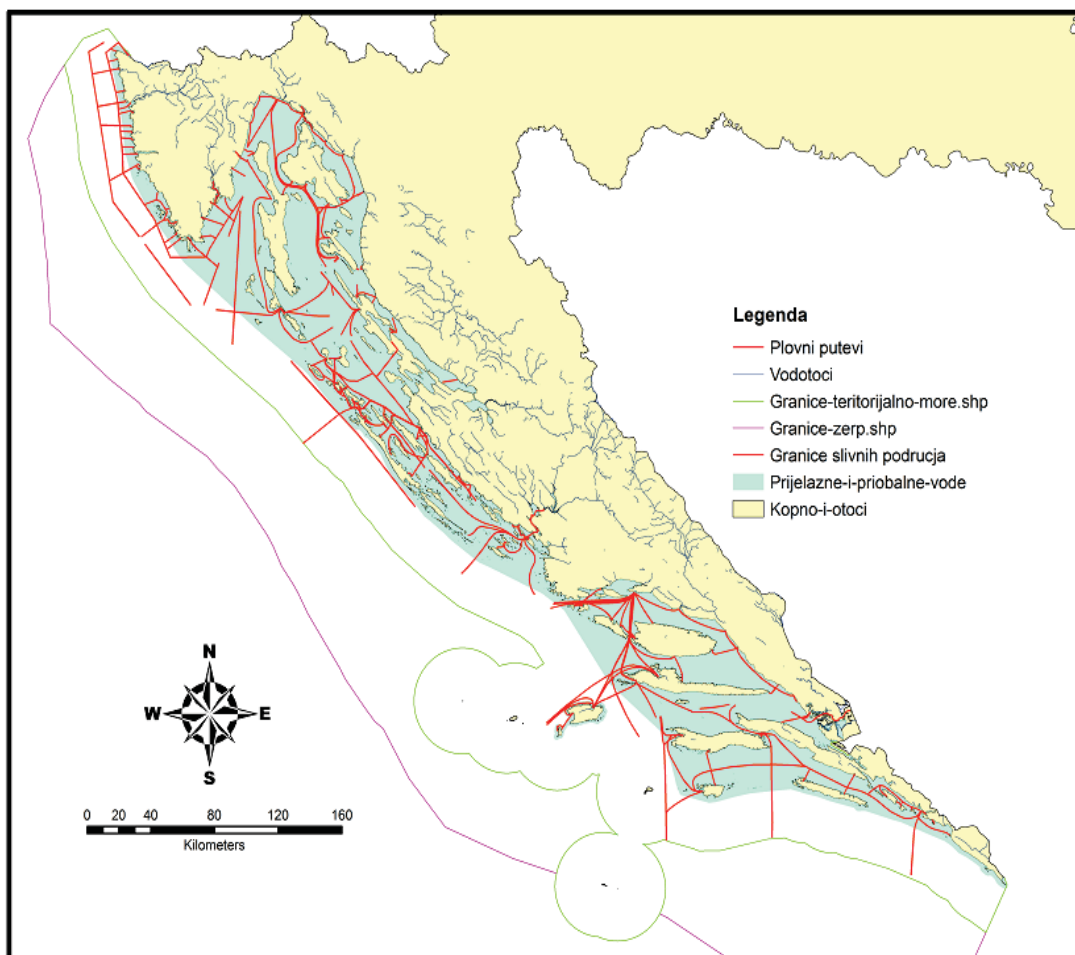 Legenda
Plovni putevi
Vodotoci
Granice-teritorijalno-more.shp
Granice-zerp.shp
Granice slivnih podrucja
Prijelazne-i-priobalne-vode
Kopno-i-otoci
N
W E
S
0 20 40 80 120 160
Kilometers